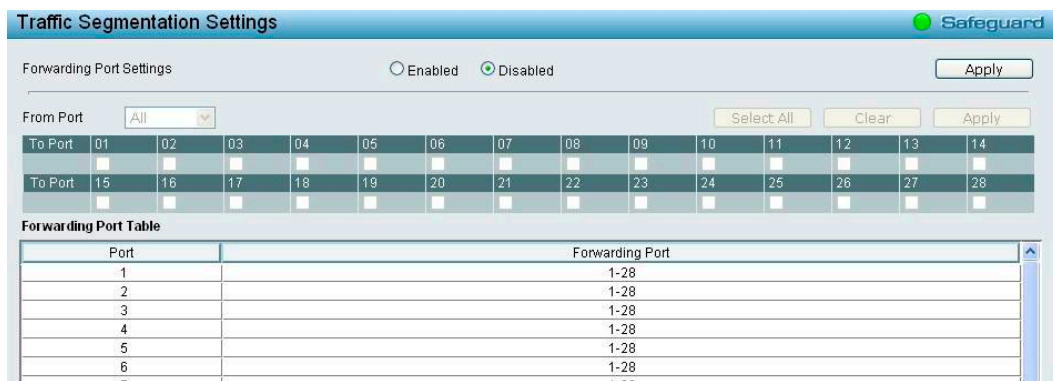 Traffic Segmentation Settings Safeguard
Forwarding Port Settings Enabled Disabled Apply
From Port All Select All Clear Apply
To Port 01 02 03 04 05 06 07 08 09 10 11 12 13 14
To Port 15 16 17 18 19 20 21 22 23 24 25 26 27 28
Forwarding Port Table
Port Forwarding Port
1 1-28
2 1-28
3 1-28
4 1-28
5 1-28
6 1-28